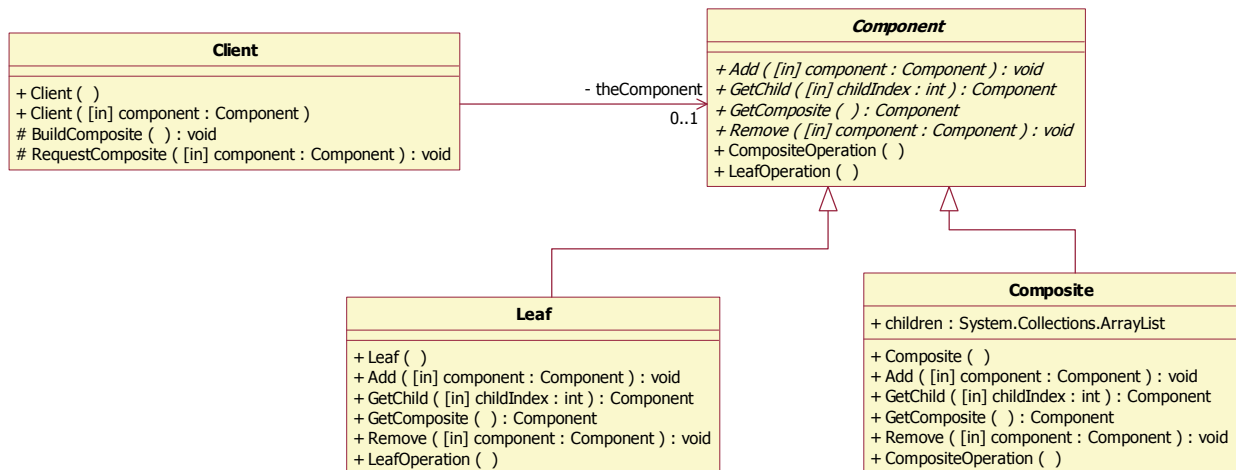 Client
+ Client ( )
+ Client ( [in] component : Component )
# BuildComposite ( ) : void
# RequestComposite ( [in] component : Component ) : void
- theComponent
0..1
Component
+ Add ( [in] component : Component ) : void
+ GetChild ( [in] childIndex : int ) : Component
+ GetComposite ( ) : Component
+ Remove ( [in] component : Component ) : void
+ CompositeOperation ( )
+ LeafOperation ( )
Leaf
+ Leaf ( )
+ Add ( [in] component : Component ) : void
+ GetChild ( [in] childIndex : int ) : Component
+ GetComposite ( ) : Component
+ Remove ( [in] component : Component ) : void
+ LeafOperation ( )
Composite
+ children : System.Collections.ArrayList
+ Composite ( )
+ Add ( [in] component : Component ) : void
+ GetChild ( [in] childIndex : int ) : Component
+ GetComposite ( ) : Component
+ Remove ( [in] component : Component ) : void
+ CompositeOperation ( )